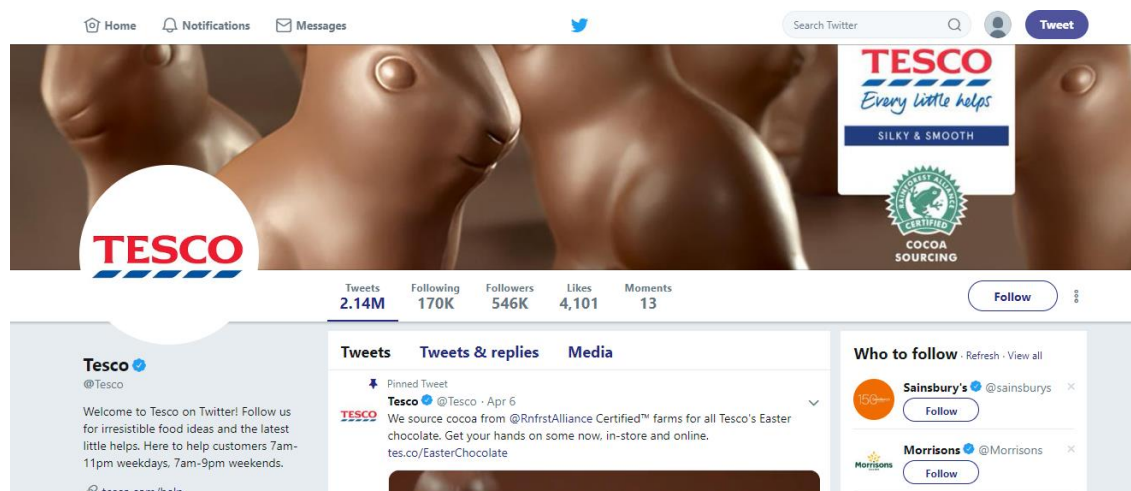 Home Notifications Messages Search Twitter Tweet
TESCO
Every little helps
SILKY & SMOOTH
RAINFOREST ALLIANCE
CERTIFIED
COCOA
SOURCING
TESCO
Tweets Following Followers Likes Moments
2.14M 170K 546K 4,101 13
Follow
Tesco
@Tesco
Welcome to Tesco on Twitter! Follow us
for irresistible food ideas and the latest
little helps. Here to help customers 7am-
11pm weekdays, 7am-9pm weekends.
tesco.com/help
Tweets Tweets & replies Media
Pinned Tweet
Tesco @Tesco · Apr 6
TESCO
We source cocoa from @RnfrstAlliance Certified™ farms for all Tesco's Easter
chocolate. Get your hands on some now, in-store and online.
tes.co/EasterChocolate
Who to follow · Refresh · View all
150
Sainsbury's @sainsburys ×
Follow
Morrisons
Morrisons @Morrisons ×
Follow